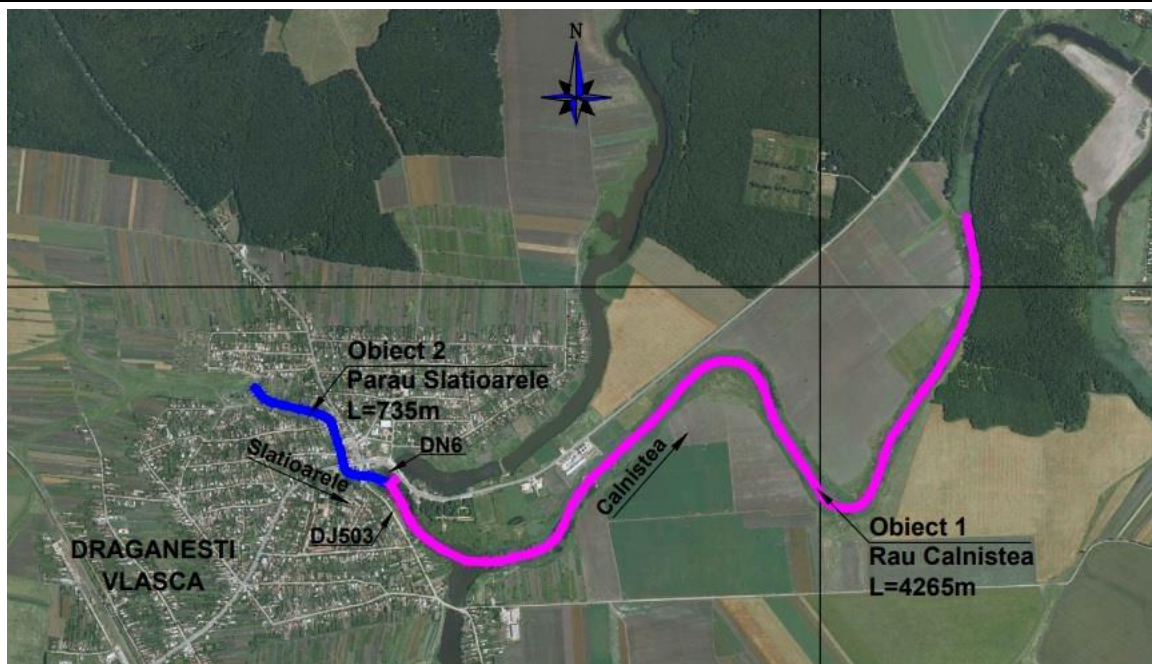 N
Obiect 2
Parau Slatioarele
L=735m
DN6
Slatioarele
DJ503
Calnistea
DRAGANESTI
VLASCA
Obiect 1
Rau Calnistea
L=4265m